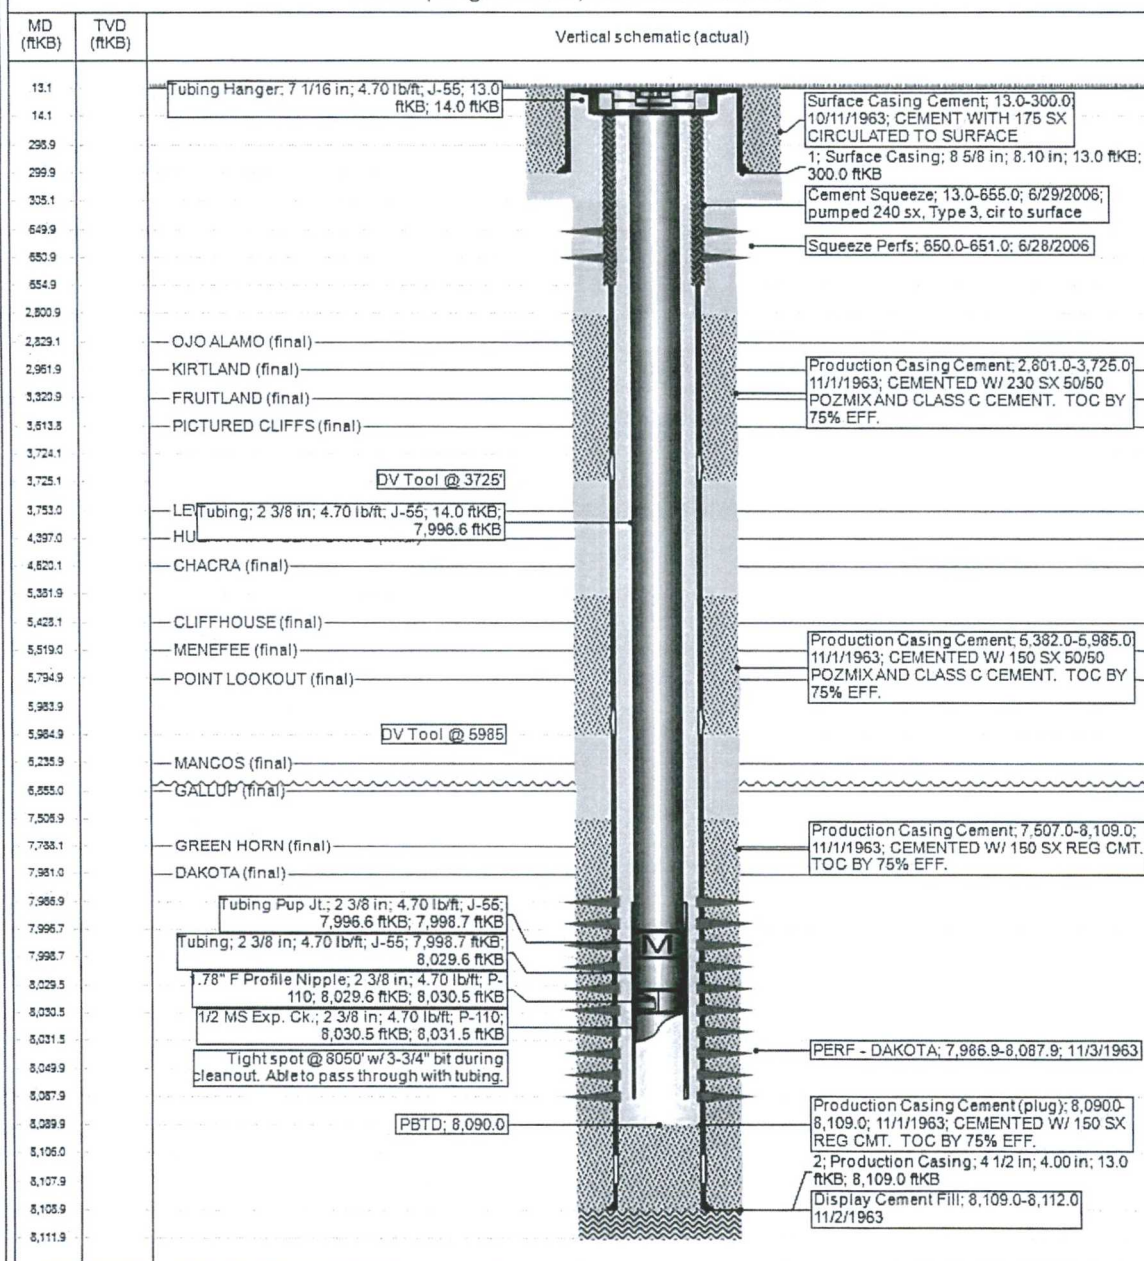 MD
(ftKB)
TVD
(ftKB)
Vertical schematic (actual)
13.1
14.1
298.9
299.9
335.1
649.9
650.9
654.9
2,800.9
2,829.1
2,961.9
3,320.9
3,513.5
3,724.1
3,725.1
3,753.0
4,397.0
4,620.1
5,381.9
5,428.1
5,519.0
5,794.9
5,983.9
5,984.9
6,235.9
6,885.0
7,506.9
7,788.1
7,981.0
7,986.9
7,996.7
7,998.7
8,029.5
8,030.5
8,031.5
8,049.9
8,087.9
8,089.9
8,106.0
8,107.9
8,108.9
8,111.9
Tubing Hanger: 7 1/16 in; 4.70 lb/ft; J-55; 13.0
ftKB; 14.0 ftKB
OJO ALAMO (final)
KIRTLAND (final)
FRUITLAND (final)
PICTURED CLIFFS (final)
DV Tool @ 3725'
LE
Tubing; 2 3/8 in; 4.70 lb/ft; J-55; 14.0 ftKB;
7,996.6 ftKB
HU
CHACRA (final)
CLIFFHOUSE (final)
MENEFEE (final)
POINT LOOKOUT (final)
DV Tool @ 5985
MANCOS (final)
GALLUP (final)
GREEN HORN (final)
DAKOTA (final)
Tubing Pup Jt.; 2 3/8 in; 4.70 lb/ft; J-55;
7,996.6 ftKB; 7,998.7 ftKB
Tubing; 2 3/8 in; 4.70 lb/ft; J-55; 7,998.7 ftKB;
8,029.6 ftKB
1.78" F Profile Nipple; 2 3/8 in; 4.70 lb/ft; P-
110; 8,029.6 ftKB; 8,030.5 ftKB
1/2 MS Exp. Ck.; 2 3/8 in; 4.70 lb/ft; P-110;
8,030.5 ftKB; 8,031.5 ftKB
Tight spot @ 8050' w/ 3-3/4" bit during
cleanout. Able to pass through with tubing.
PBTD; 8,090.0
M
Surface Casing Cement; 13.0-300.0;
10/11/1963; CEMENT WITH 175 SX
CIRCULATED TO SURFACE
1; Surface Casing; 8 5/8 in; 8.10 in; 13.0 ftKB;
300.0 ftKB
Cement Squeeze; 13.0-655.0; 6/29/2006;
pumped 240 sx, Type 3, cir to surface
Squeeze Perfs; 650.0-651.0; 6/28/2006
Production Casing Cement; 2,801.0-3,725.0;
11/1/1963; CEMENTED W/ 230 SX 50/50
POZMIX AND CLASS C CEMENT. TOC BY
75% EFF.
Production Casing Cement; 5,382.0-5,985.0;
11/1/1963; CEMENTED W/ 150 SX 50/50
POZMIX AND CLASS C CEMENT. TOC BY
75% EFF.
Production Casing Cement; 7,507.0-8,109.0;
11/1/1963; CEMENTED W/ 150 SX REG CMT.
TOC BY 75% EFF.
PERF - DAKOTA; 7,986.9-8,087.9; 11/3/1963
Production Casing Cement (plug); 8,090.0-
8,109.0; 11/1/1963; CEMENTED W/ 150 SX
REG CMT. TOC BY 75% EFF.
2; Production Casing; 4 1/2 in; 4.00 in; 13.0
ftKB; 8,109.0 ftKB
Display Cement Fill; 8,109.0-8,112.0;
11/2/1963